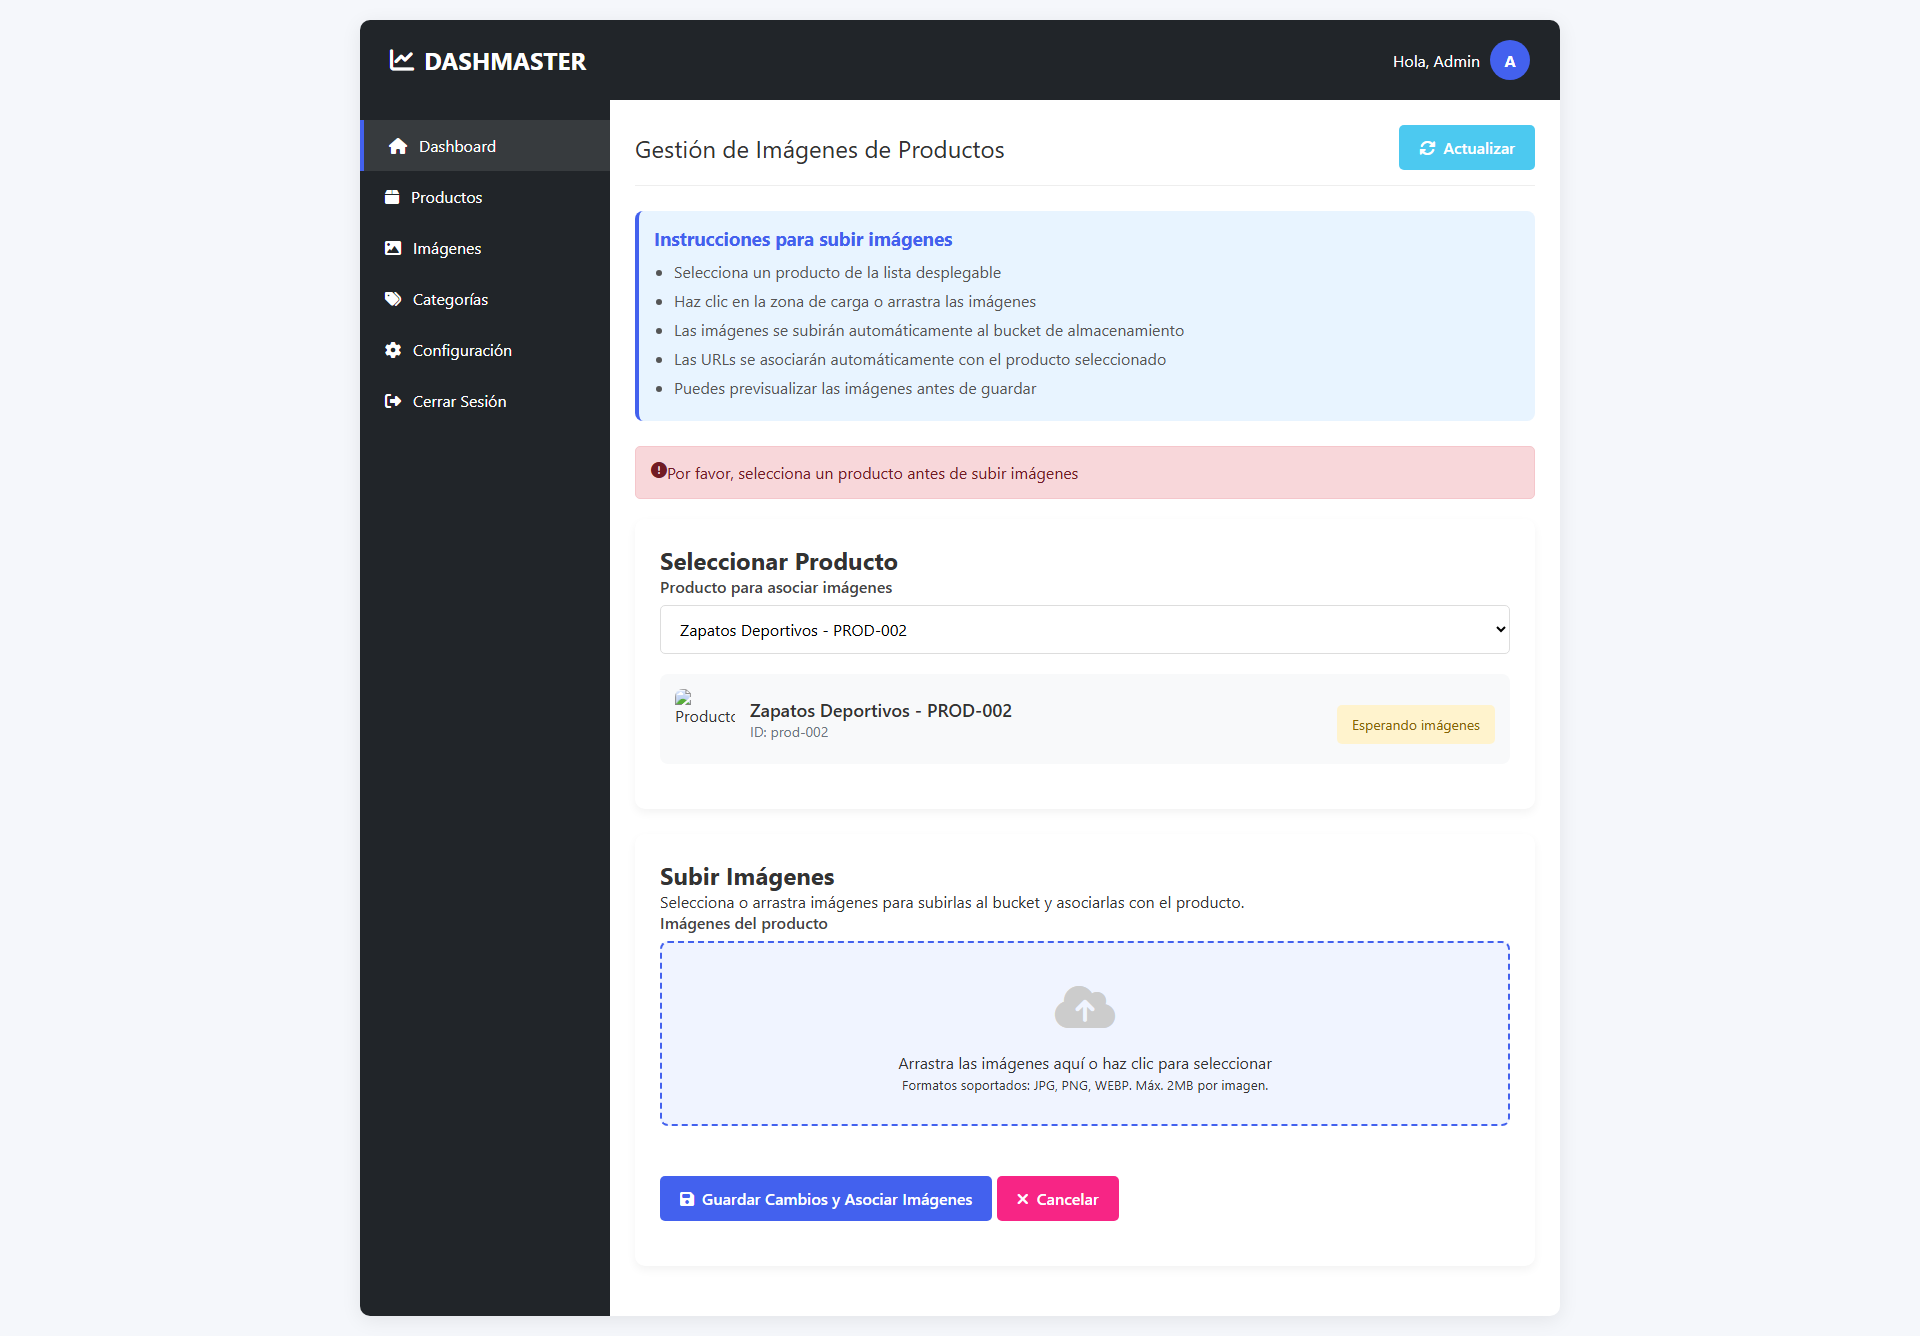 DASHMASTER
Hola, Admin
A
Dashboard
Productos
Imágenes
Categorías
Configuración
Cerrar Sesión
Gestión de Imágenes de Productos
Actualizar
Instrucciones para subir imágenes
Selecciona un producto de la lista desplegable
Haz clic en la zona de carga o arrastra las imágenes
Las imágenes se subirán automáticamente al bucket de almacenamiento
Las URLs se asociarán automáticamente con el producto seleccionado
Puedes previsualizar las imágenes antes de guardar
Por favor, selecciona un producto antes de subir imágenes
Seleccionar Producto
Producto para asociar imágenes
Zapatos Deportivos - PROD-002
Producto
Zapatos Deportivos - PROD-002
ID: prod-002
Esperando imágenes
Subir Imágenes
Selecciona o arrastra imágenes para subirlas al bucket y asociarlas con el producto.
Imágenes del producto
Arrastra las imágenes aquí o haz clic para seleccionar
Formatos soportados: JPG, PNG, WEBP. Máx. 2MB por imagen.
Guardar Cambios y Asociar Imágenes
Cancelar